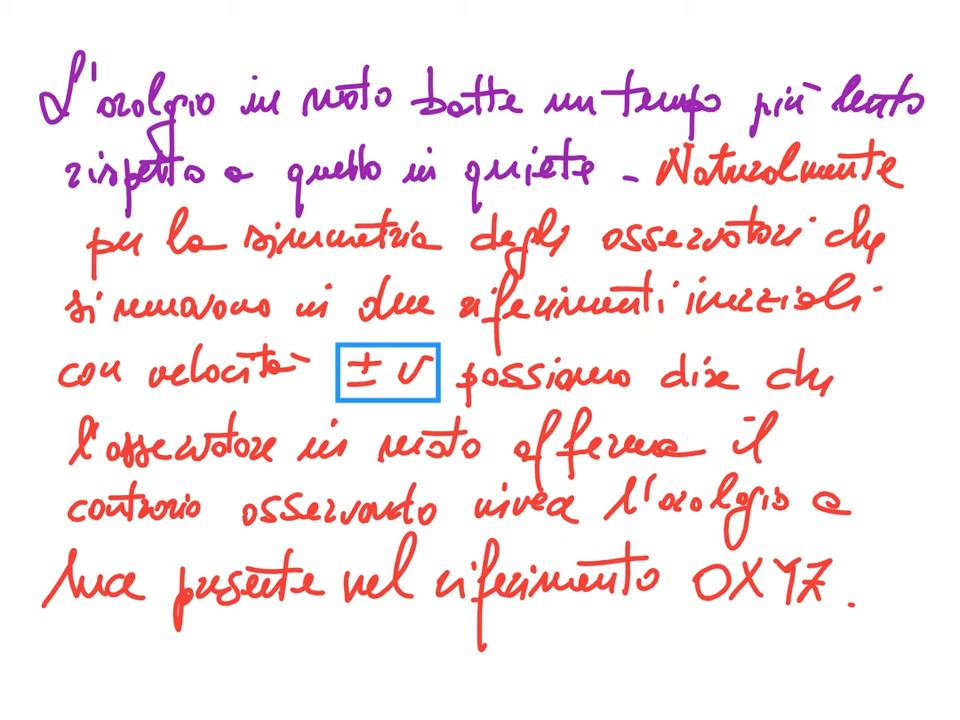 L'orologio in moto batte un tempo più lento
rispetto a quello in quiete - Naturalmente
per la simmetria degli osservatori che
si muovono in due riferimenti inerziali
con velocità ± v possiamo dire che
l'osservatore in moto afferma il
contrario osservando invece l'orologio a
luce presente nel riferimento OXYZ.